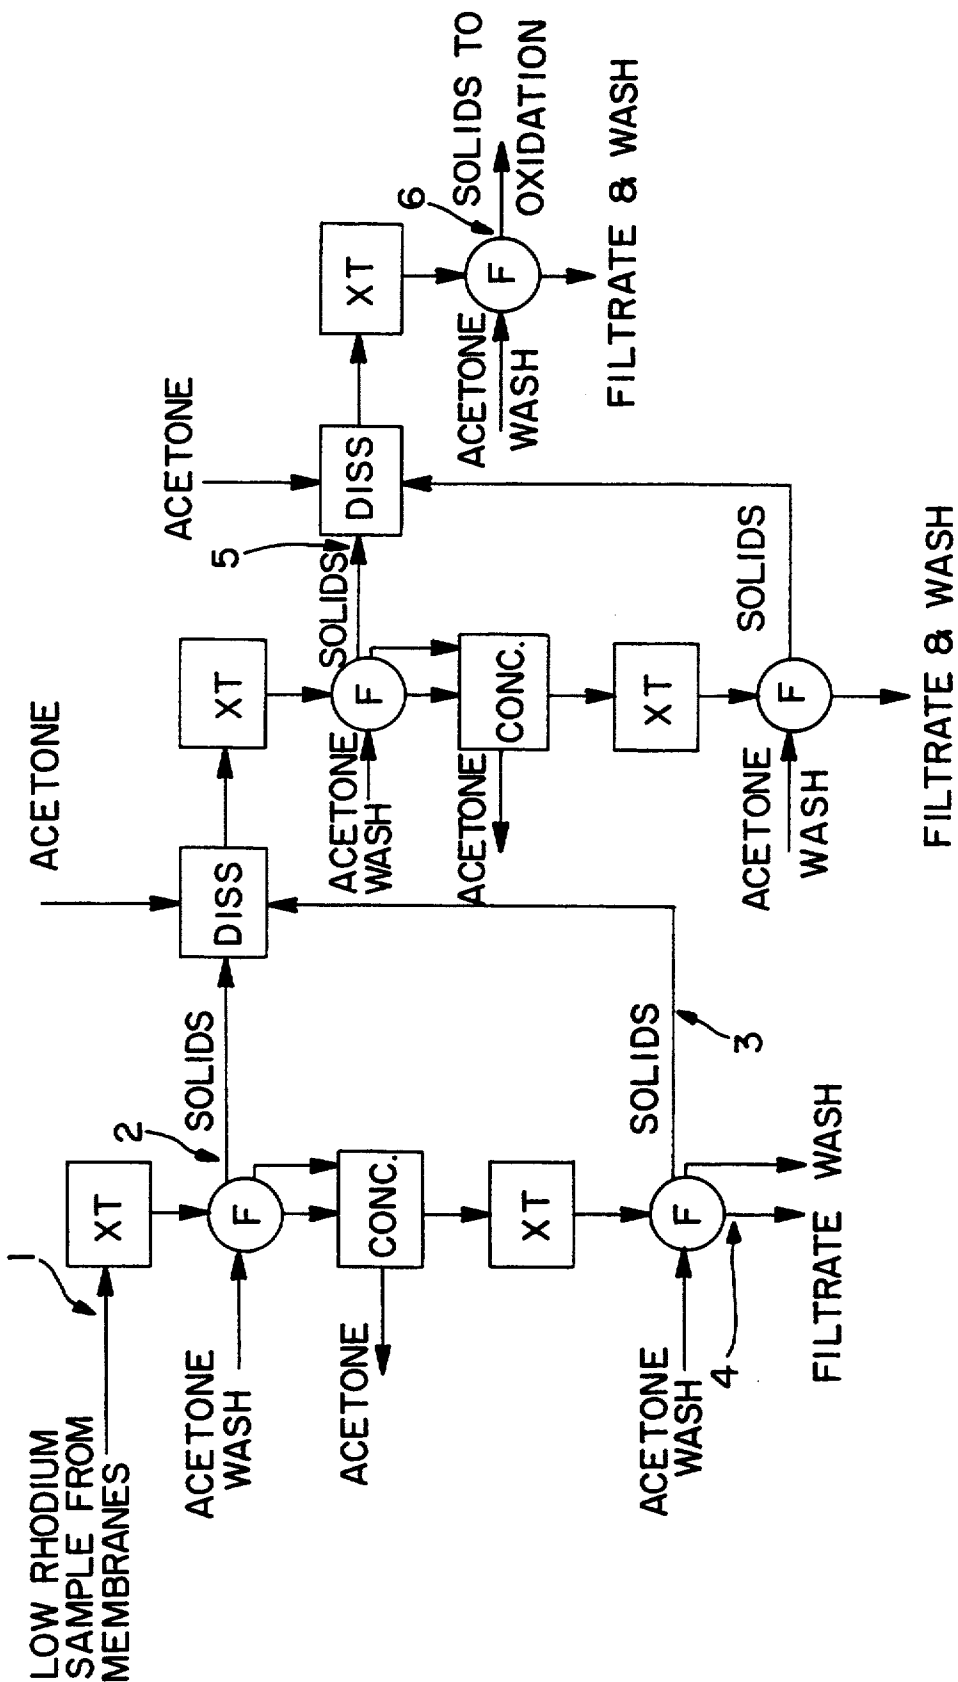 LOW RHODIUM
SAMPLE FROM
MEMBRANES
1
XT
2
SOLIDS
F
ACETONE
WASH
CONC.
ACETONE
XT
F
ACETONE
WASH
SOLIDS
3
4
FILTRATE
WASH
ACETONE
DISS
XT
F
ACETONE
WASH
SOLIDS
5
CONC.
ACETONE
XT
F
ACETONE
WASH
SOLIDS
FILTRATE & WASH
ACETONE
DISS
XT
F
ACETONE
WASH
6
SOLIDS TO
OXIDATION
FILTRATE & WASH